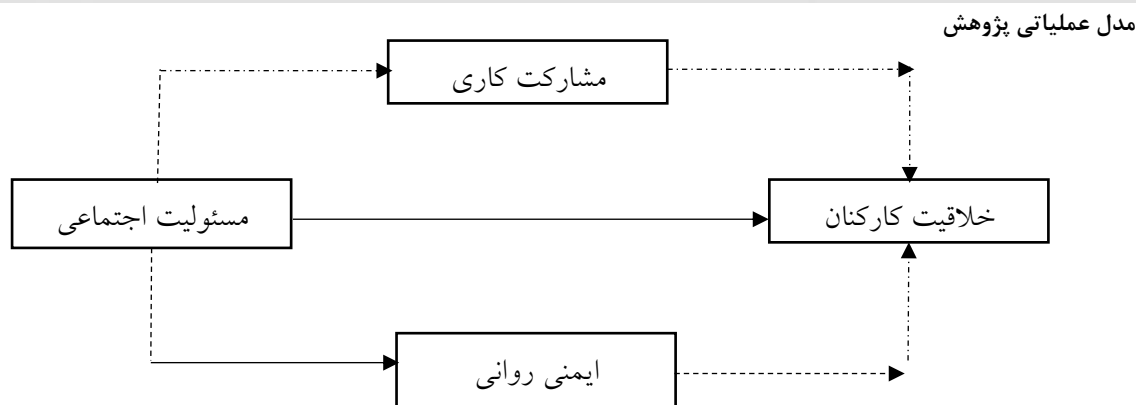 مدل عملیاتی پژوهش
مشارکت کاری
مسئولیت اجتماعی
خلاقیت کارکنان
ایمنی روانی